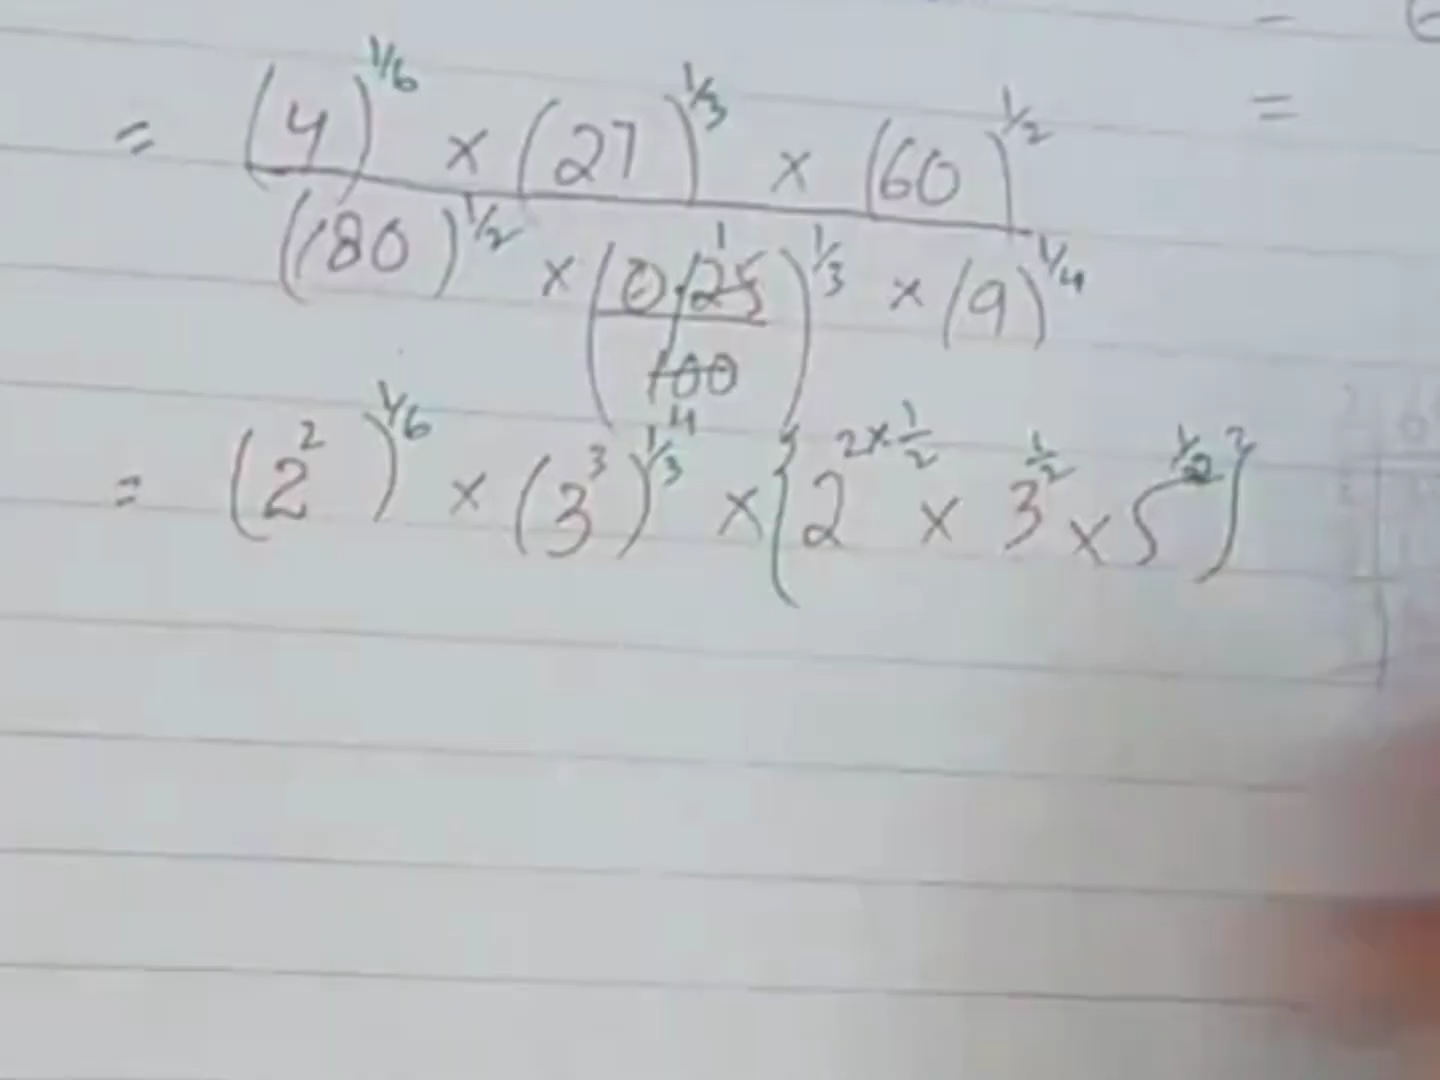 = (4)^1/6 × (27)^1/3 × (60)^1/2
(180)^1/2 × (0.25/100)^1/3 × (9)^1/4
1
4
= (2^2)^1/6 × (3^3)^1/3 × {2^2×1/2 × 3^1/2 × 5^1/2}
=